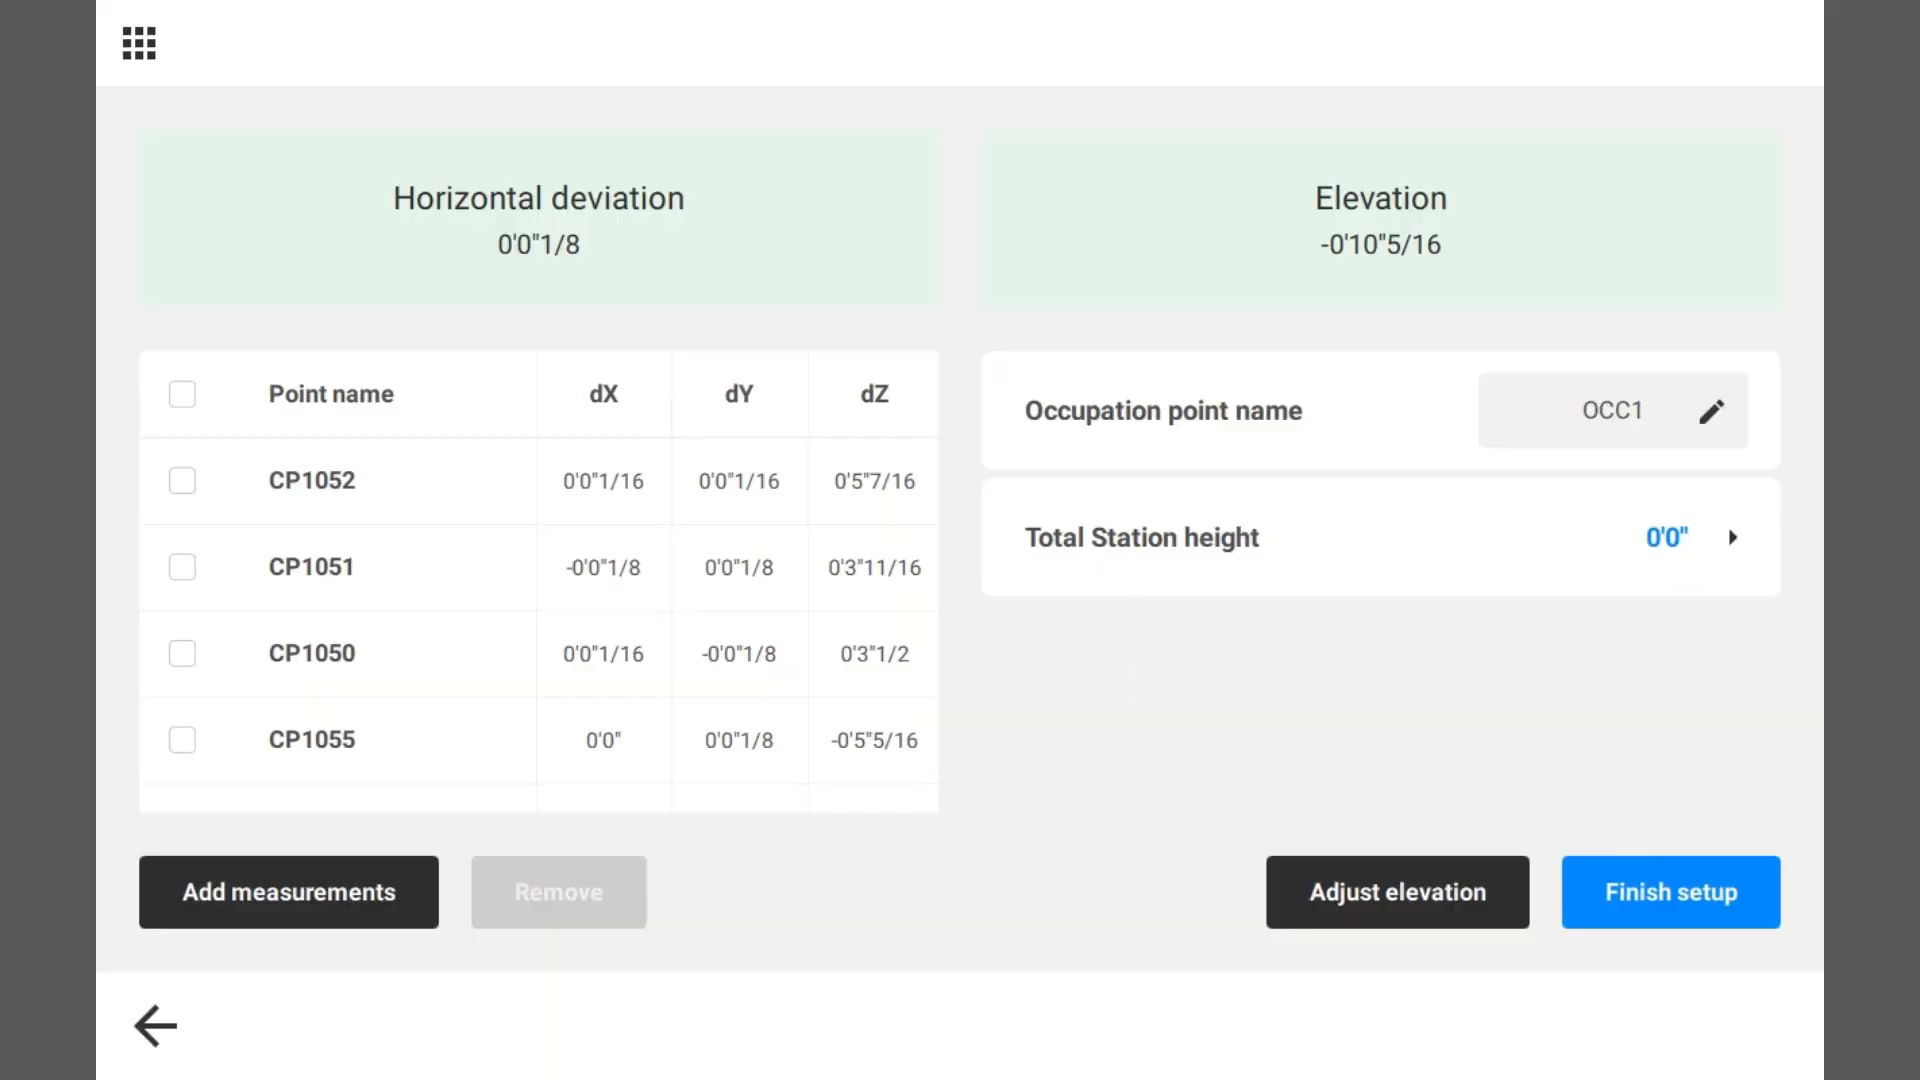 Horizontal deviation
0'0"1/8
Elevation
-0'10"5/16
Point name dX dY dZ
CP1052 0'0"1/16 0'0"1/16 0'5"7/16
CP1051 -0'0"1/8 0'0"1/8 0'3"11/16
CP1050 0'0"1/16 -0'0"1/8 0'3"1/2
CP1055 0'0" 0'0"1/8 -0'5"5/16
Occupation point name OCC1
Total Station height 0'0"
Add measurements Remove Adjust elevation Finish setup